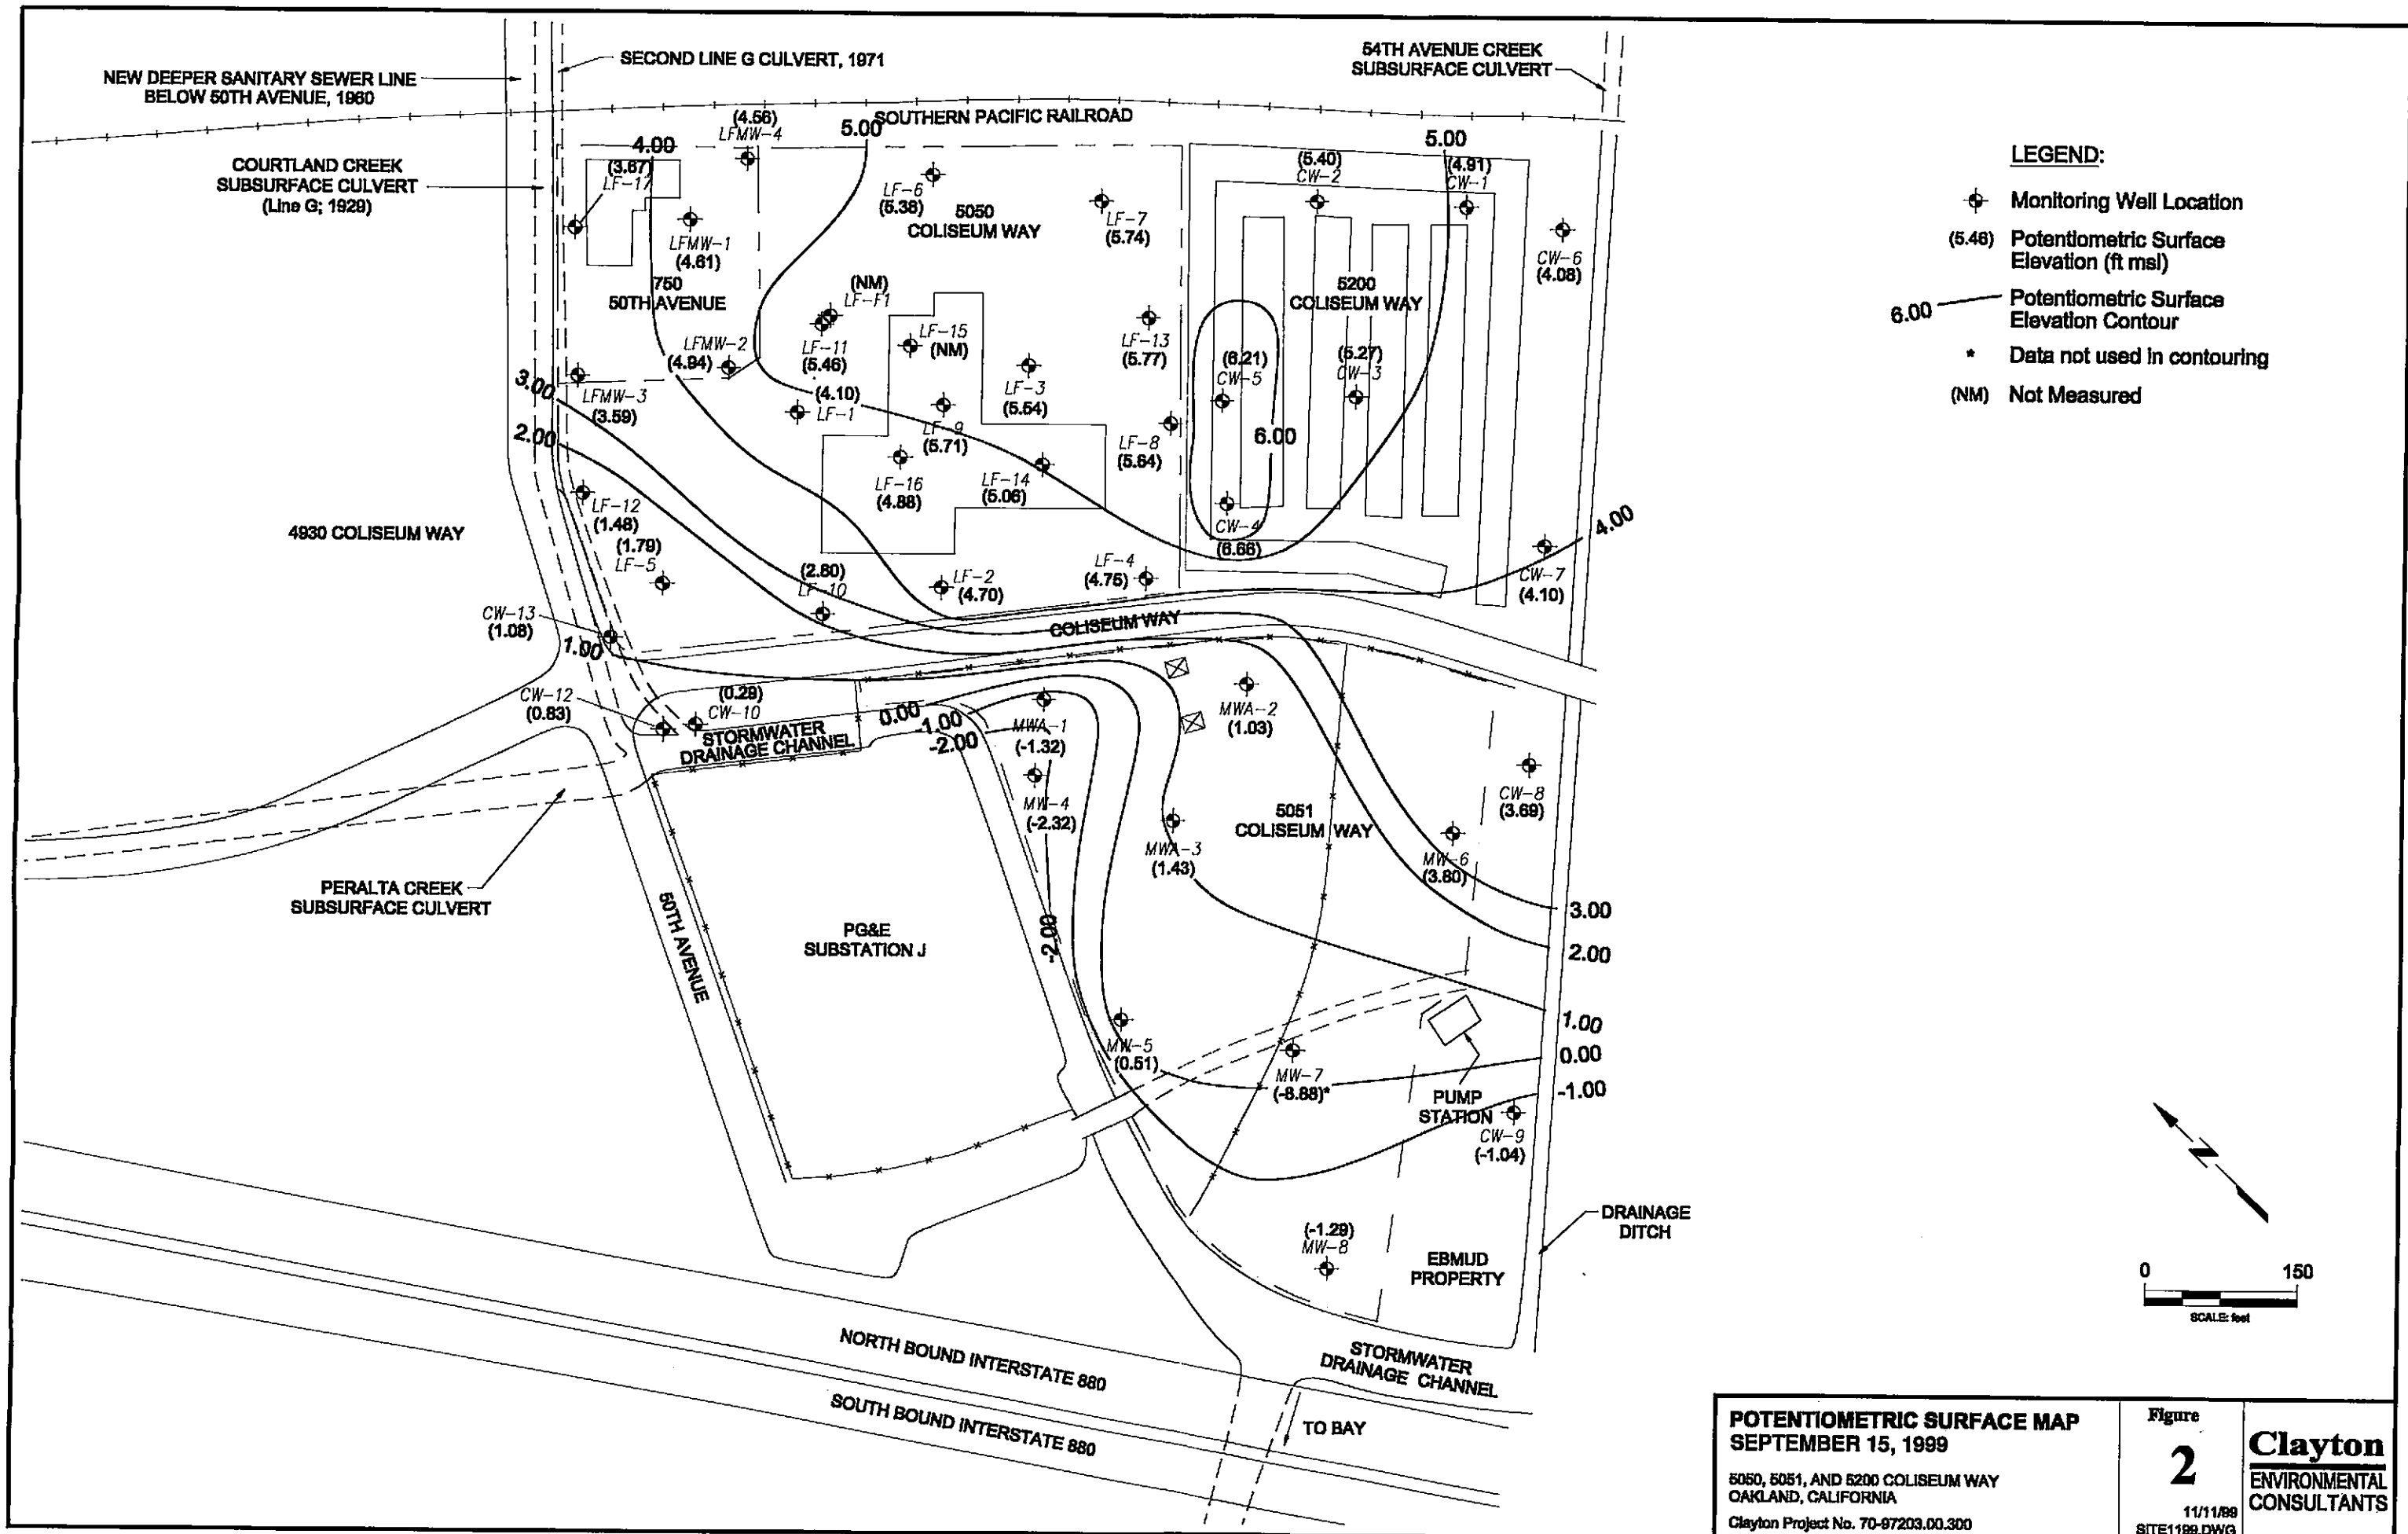 NEW DEEPER SANITARY SEWER LINE
BELOW 50TH AVENUE, 1960
SECOND LINE G CULVERT, 1971
54TH AVENUE CREEK
SUBSURFACE CULVERT
SOUTHERN PACIFIC RAILROAD
COURTLAND CREEK
SUBSURFACE CULVERT
(Line G; 1929)
4.00
(3.67)
LF-17
(4.56)
LFMW-4
5.00
LFMW-1
(4.61)
750
50TH AVENUE
LF-6
(5.38)
5050
COLISEUM WAY
LF-7
(5.74)
(5.40)
CW-2
5.00
(4.91)
CW-1
CW-6
(4.08)
5200
COLISEUM WAY
(NM)
LF-F1
LF-11
(5.46)
LF-15
(NM)
LF-13
(5.77)
LFMW-2
(4.94)
(4.10)
LF-1
LF-3
(5.54)
LF-9
(5.71)
(6.21)
CW-5
(5.27)
CW-3
6.00
LF-8
(5.64)
3.00
LFMW-3
(3.59)
2.00
LF-16
(4.88)
LF-14
(5.06)
CW-4
(6.66)
4.00
4930 COLISEUM WAY
LF-12
(1.48)
(1.79)
LF-5
(2.80)
LF-10
LF-2
(4.70)
LF-4
(4.75)
CW-7
(4.10)
CW-13
(1.08)
1.00
COLISEUM WAY
CW-12
(0.83)
(0.29)
CW-10
STORMWATER
DRAINAGE CHANNEL
0.00
-1.00
-2.00
MWA-1
(-1.32)
MWA-2
(1.03)
MW-4
(-2.32)
MWA-3
(1.43)
5051
COLISEUM WAY
CW-8
(3.69)
MW-6
(3.80)
PERALTA CREEK
SUBSURFACE CULVERT
50TH AVENUE
PG&E
SUBSTATION J
-2.00
3.00
2.00
1.00
0.00
-1.00
MW-5
(0.51)
MW-7
(-8.88)*
PUMP
STATION
CW-9
(-1.04)
DRAINAGE
DITCH
(-1.29)
MW-8
EBMUD
PROPERTY
STORMWATER
DRAINAGE CHANNEL
NORTH BOUND INTERSTATE 880
SOUTH BOUND INTERSTATE 880
TO BAY
LEGEND:
Monitoring Well Location
(5.46) Potentiometric Surface
Elevation (ft msl)
6.00 Potentiometric Surface
Elevation Contour
* Data not used in contouring
(NM) Not Measured
N
0 150
SCALE: feet
POTENTIOMETRIC SURFACE MAP
SEPTEMBER 15, 1999
5050, 5051, AND 5200 COLISEUM WAY
OAKLAND, CALIFORNIA
Clayton Project No. 70-97203.00.300
Figure
2
11/11/99
SITE1199.DWG
Clayton
ENVIRONMENTAL
CONSULTANTS